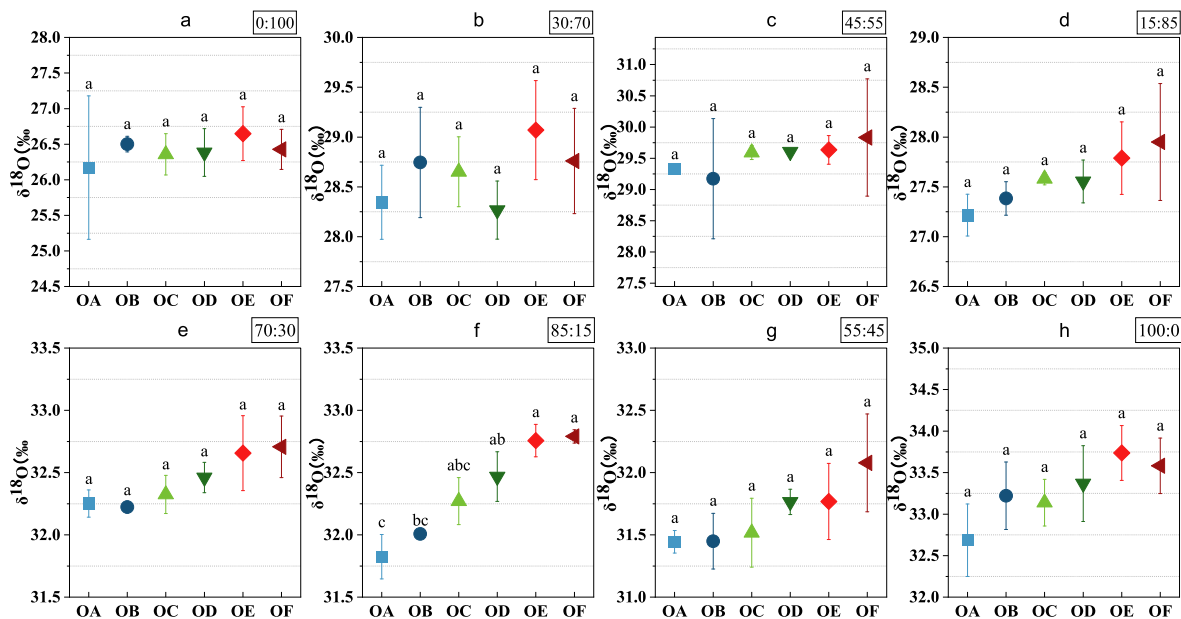 a 0:100
28.0
27.5
27.0
26.5
26.0
25.5
25.0
24.5
δ¹⁸O(‰)
a a a a a a
OA OB OC OD OE OF
b 30:70
30.0
29.5
29.0
28.5
28.0
27.5
δ¹⁸O(‰)
a a a a a a
OA OB OC OD OE OF
c 45:55
31.0
30.5
30.0
29.5
29.0
28.5
28.0
27.5
δ¹⁸O(‰)
a a a a a a
OA OB OC OD OE OF
d 15:85
29.0
28.5
28.0
27.5
27.0
26.5
δ¹⁸O(‰)
a a a a a a
OA OB OC OD OE OF
e 70:30
33.5
33.0
32.5
32.0
31.5
δ¹⁸O(‰)
a a a a a a
OA OB OC OD OE OF
f 85:15
33.5
33.0
32.5
32.0
31.5
δ¹⁸O(‰)
c bc abc ab a a
OA OB OC OD OE OF
g 55:45
33.0
32.5
32.0
31.5
31.0
δ¹⁸O(‰)
a a a a a a
OA OB OC OD OE OF
h 100:0
35.0
34.5
34.0
33.5
33.0
32.5
32.0
δ¹⁸O(‰)
a a a a a a
OA OB OC OD OE OF